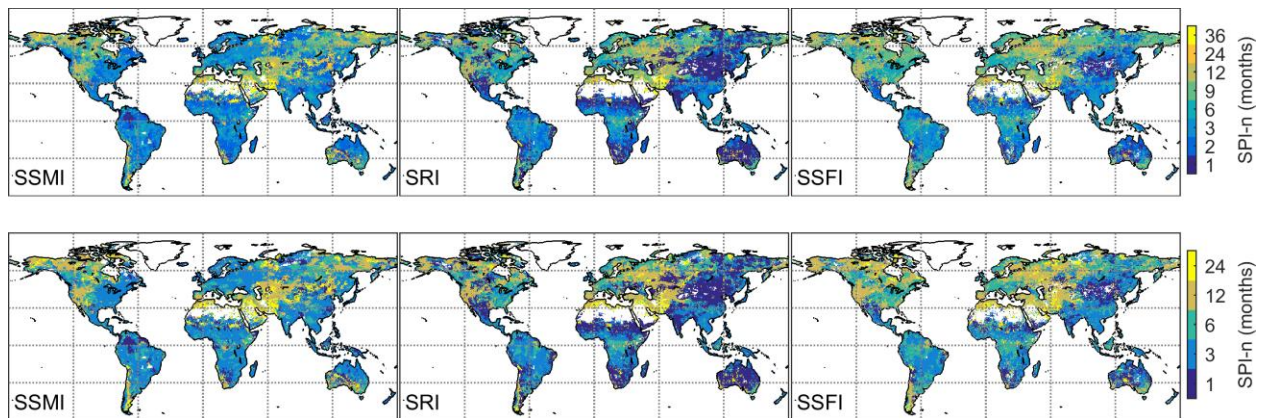 SSMI
SRI
SSFI
36
24
12
9
6
3
2
1
SPI-n (months)
SSMI
SRI
SSFI
24
12
6
3
1
SPI-n (months)